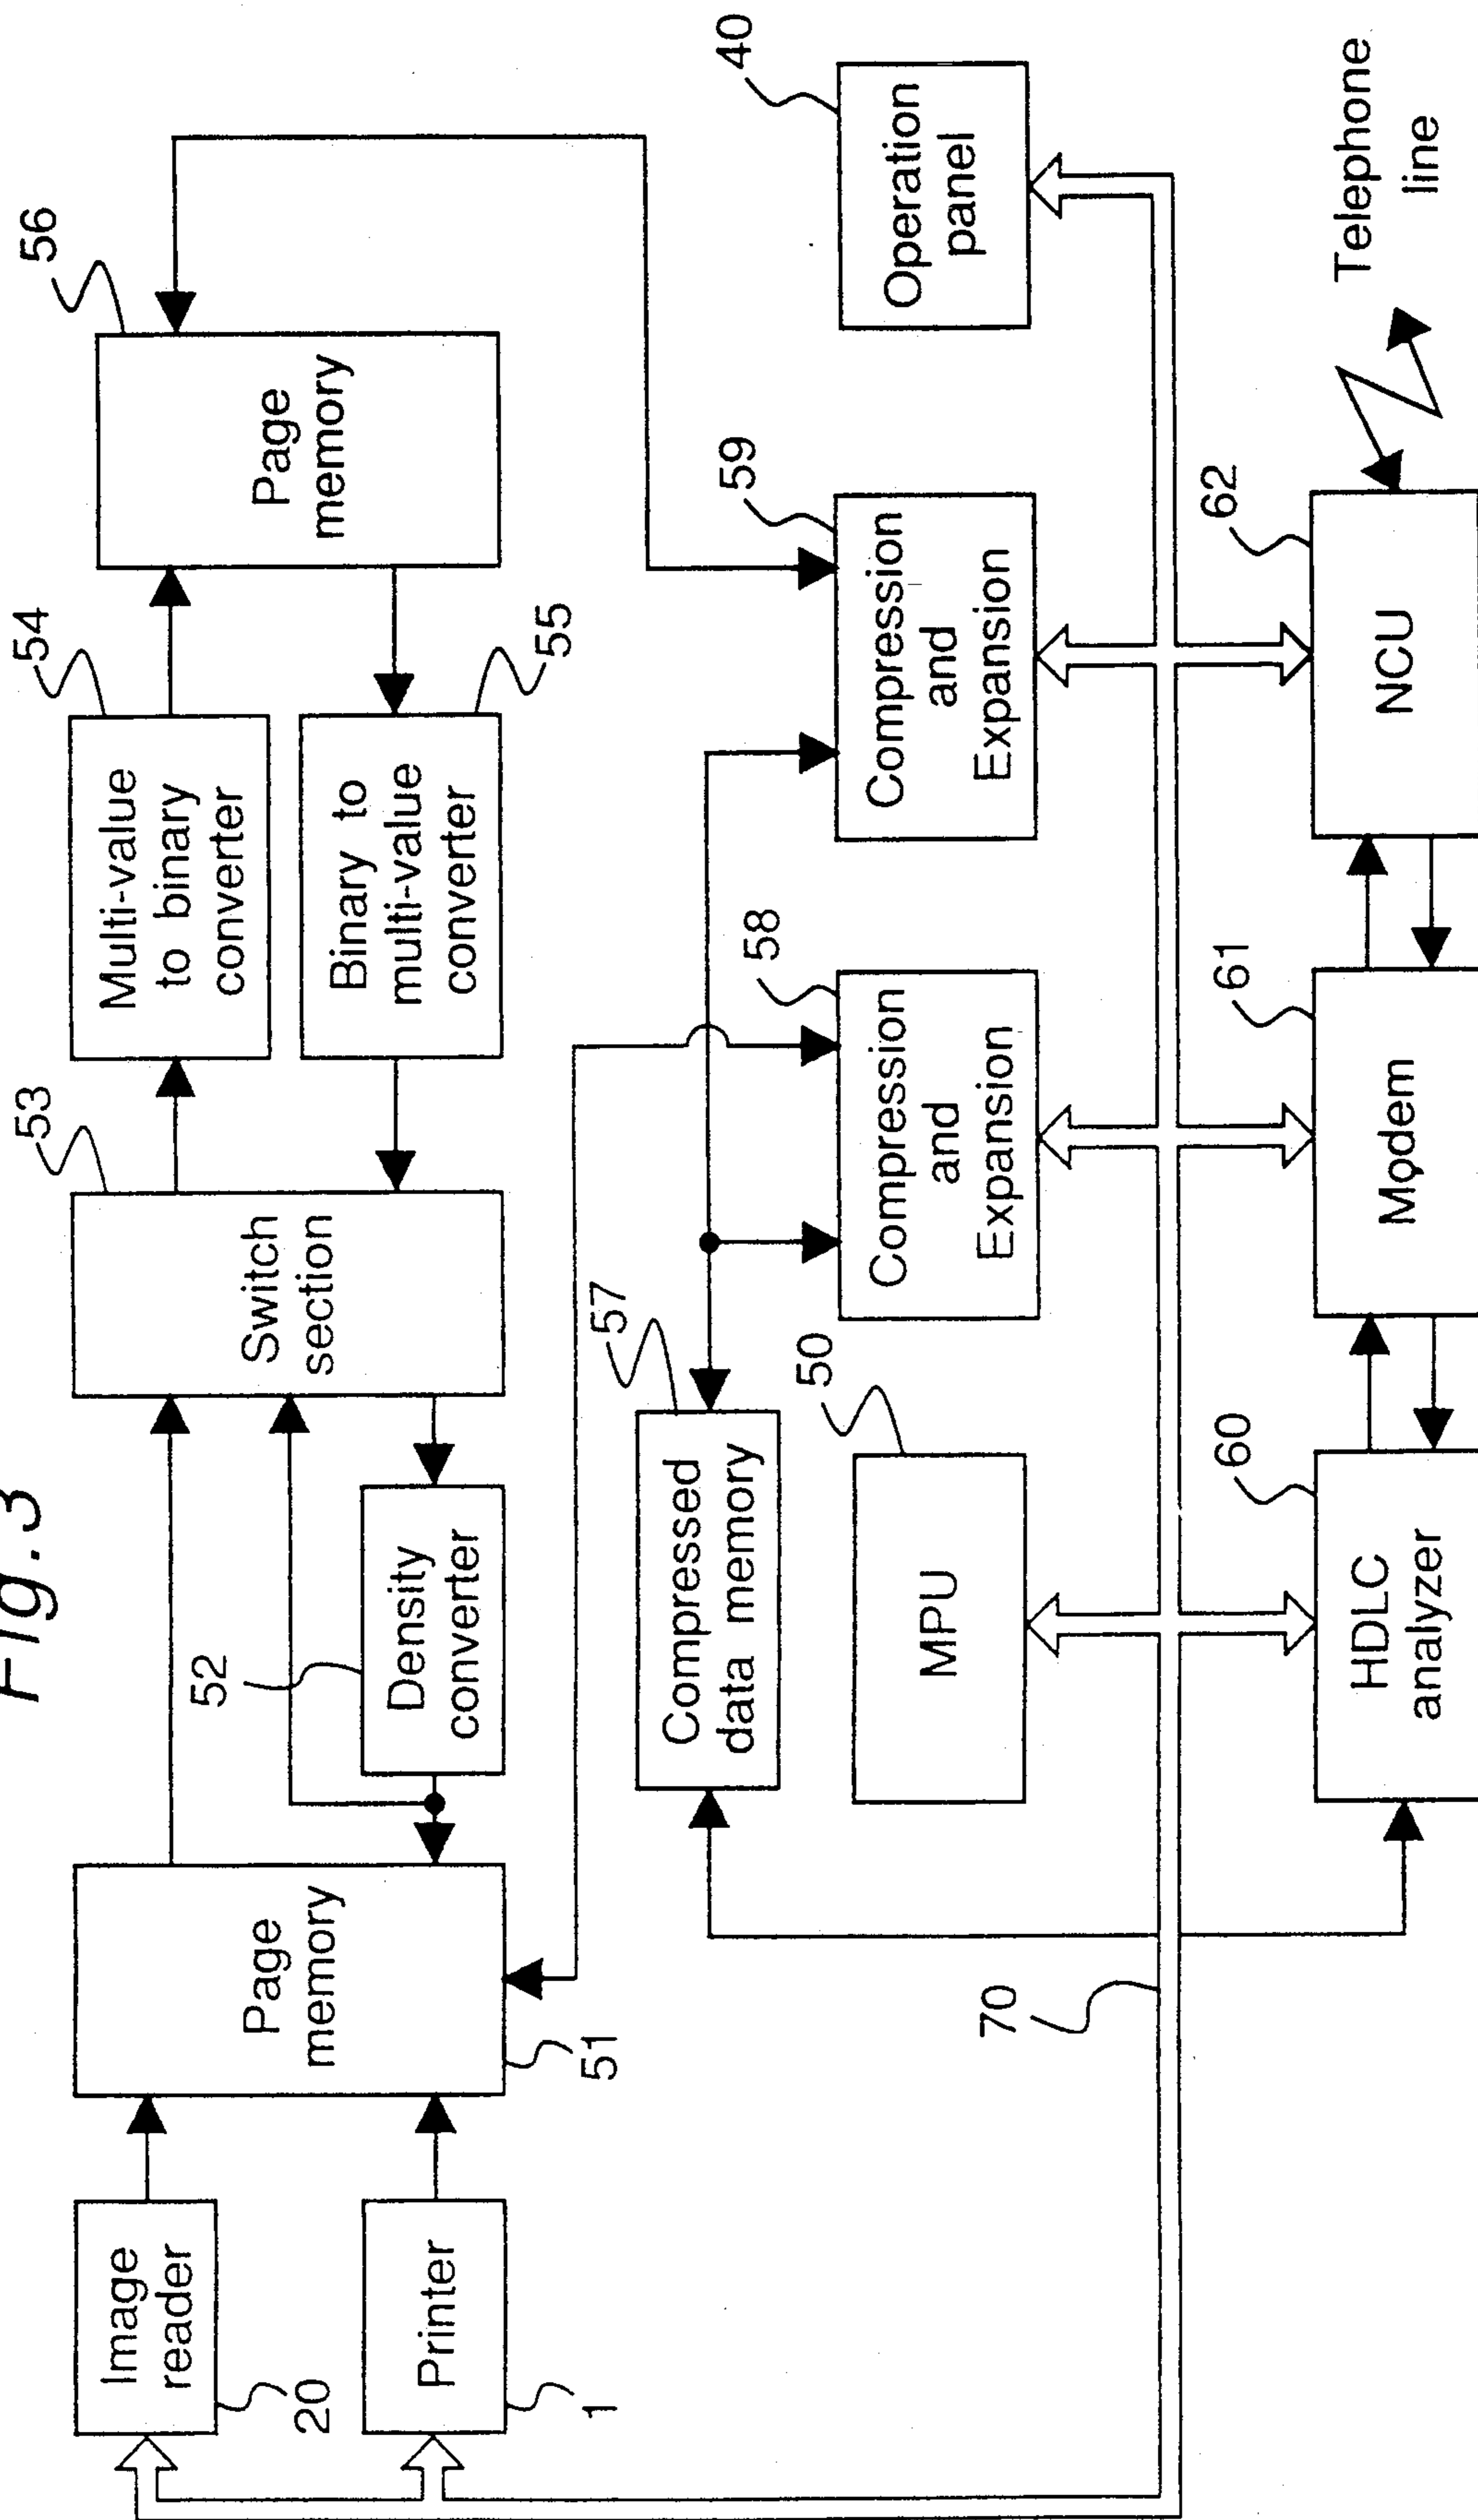 Fig.3
Image
reader
20
Printer
1
Page
memory
51
52
Density
converter
Switch
section
53
Multi-value
to binary
converter
54
Binary to
multi-value
converter
55
Page
memory
56
Compressed
data memory
57
MPU
50
Compression
and
Expansion
58
Compression
and
Expansion
59
Operation
panel
40
70
HDLC
analyzer
60
Modem
61
NCU
62
Telephone
line